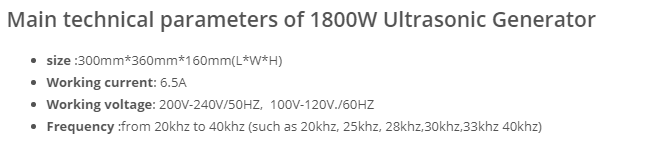 Main technical parameters of 1800W Ultrasonic Generator
size :300mm*360mm*160mm(L*W*H)
Working current: 6.5A
Working voltage: 200V-240V/50HZ, 100V-120V./60HZ
Frequency :from 20khz to 40khz (such as 20khz, 25khz, 28khz,30khz,33khz 40khz)